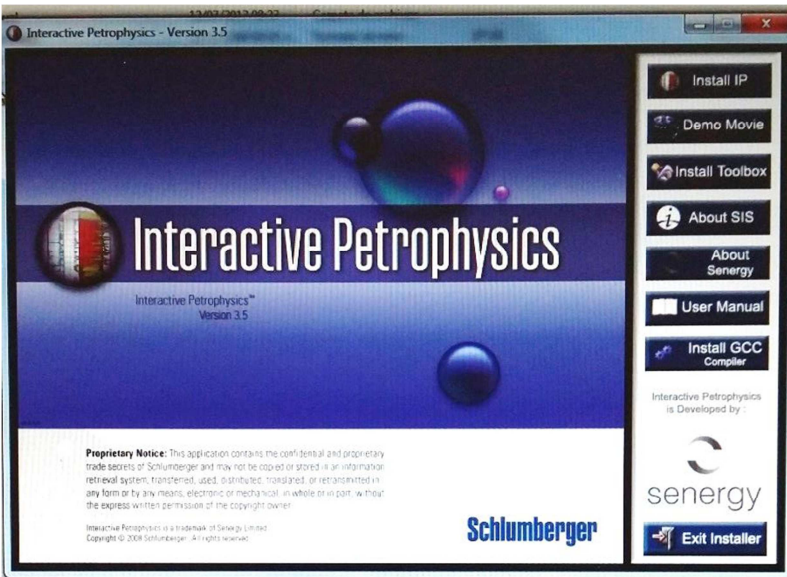 Interactive Petrophysics - Version 3.5
Install IP
Demo Movie
Install Toolbox
About SIS
About
Senergy
User Manual
Install GCC
Compiler
Interactive Petrophysics
is Developed by :
senergy
Exit Installer
Interactive Petrophysics
Interactive Petrophysics™
Version 3.5
Proprietary Notice: This application contains the confidential and proprietary
trade secrets of Schlumberger and may not be copied or stored in an information
retrieval system, transferred, used, distributed, translated, or retransmitted in
any form or by any means, electronic or mechanical, in whole or in part, without
the express written permission of the copyright owner.
Interactive Petrophysics is a trademark of Senergy Limited
Copyright © 2008 Schlumberger. All rights reserved.
Schlumberger